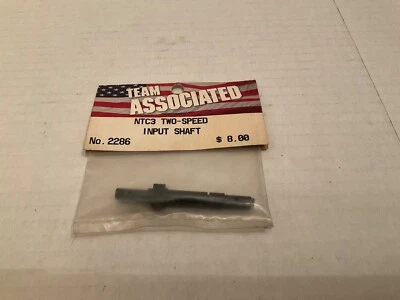 TEAM
ASSOCIATED
NTC3 TWO-SPEED
INPUT SHAFT
No. 2286 $ 8.00